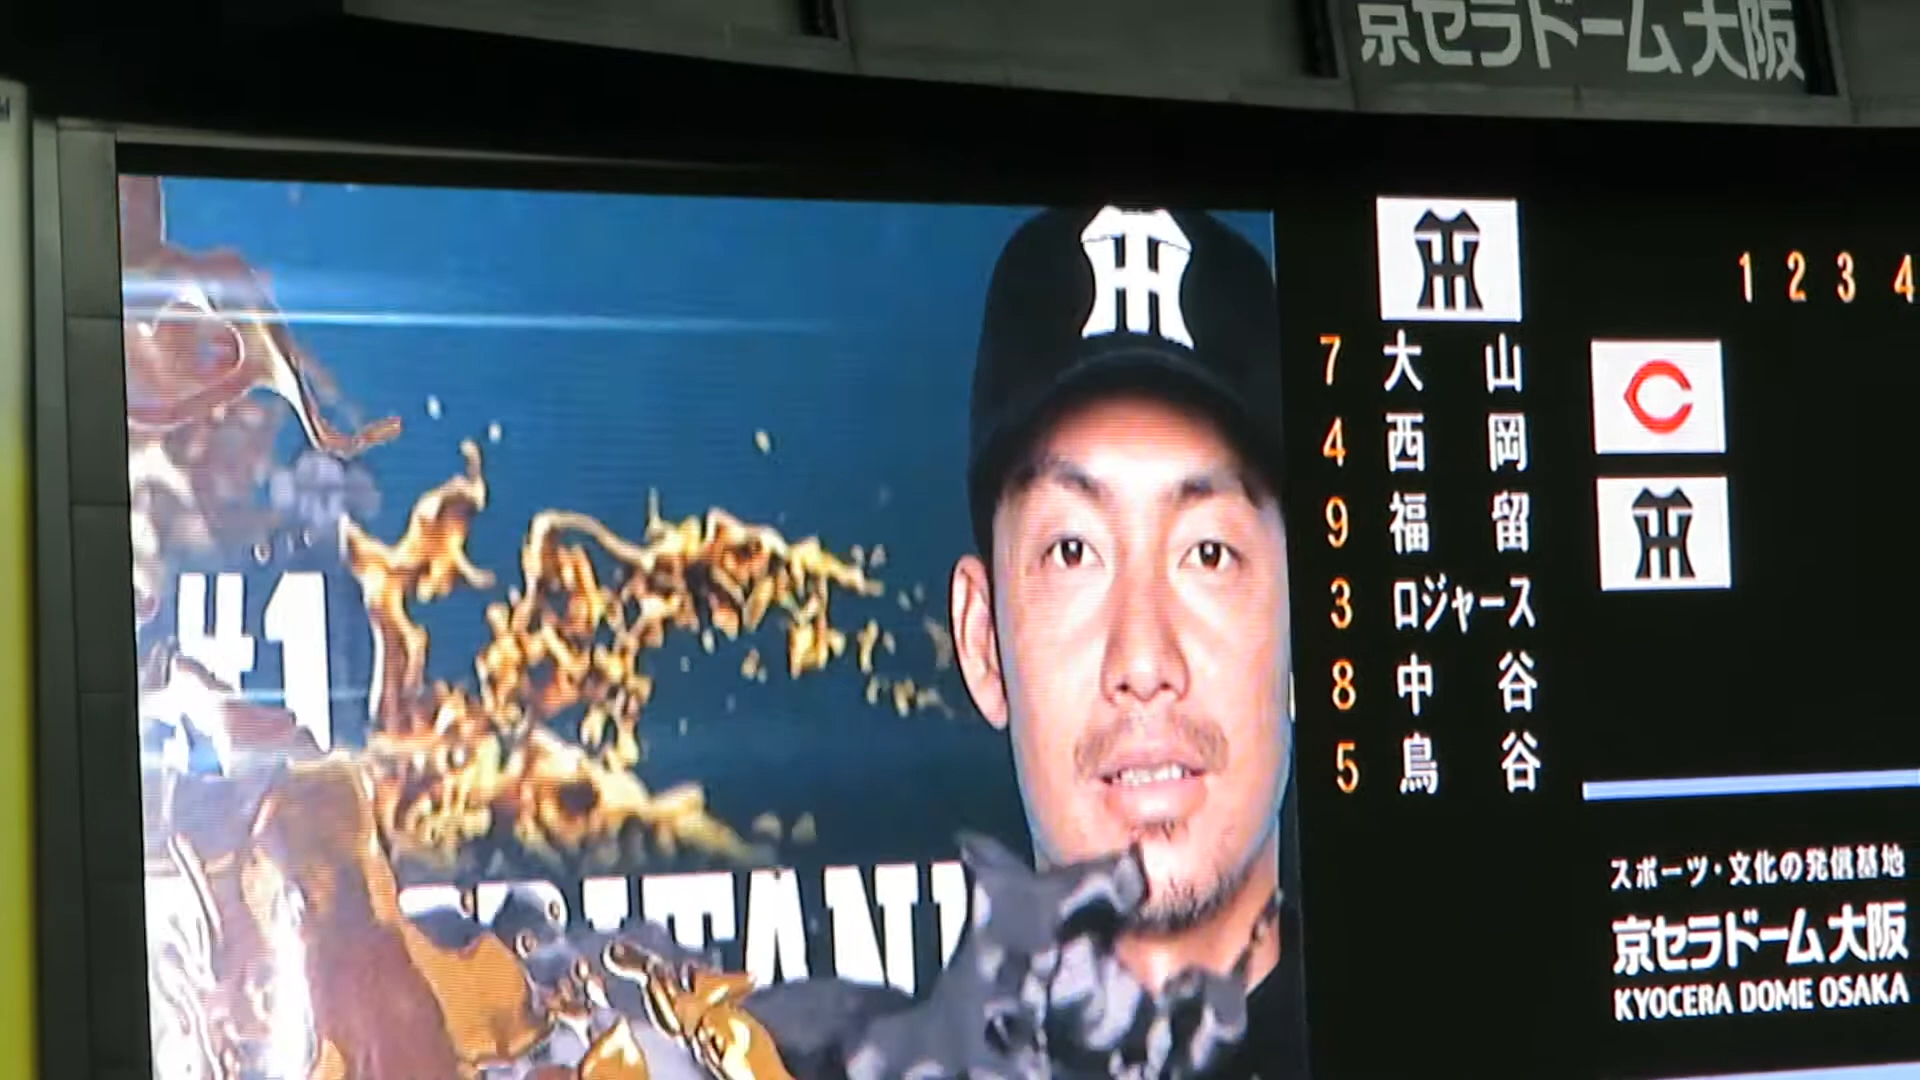 京セラドーム大阪
1 2 3 4
7 大山
4 西岡
9 福留
3 ロジャース
8 中谷
5 鳥谷
C
41
スポーツ・文化の発信基地
京セラドーム大阪
KYOCERA DOME OSAKA